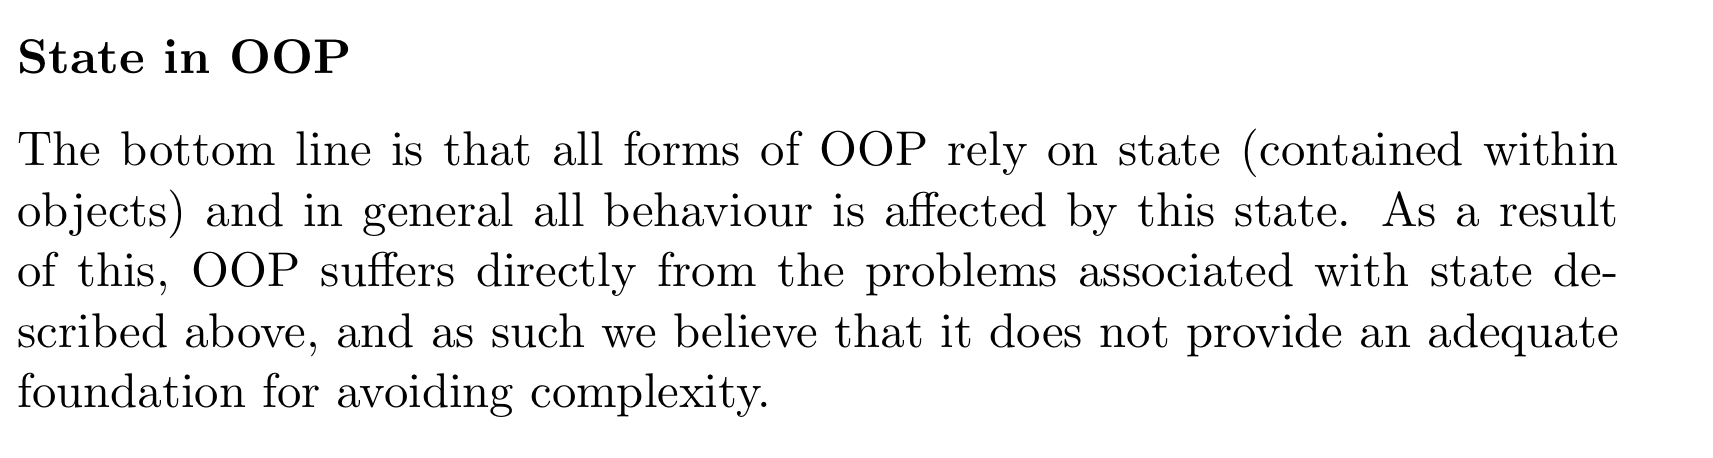 State in OOP
The bottom line is that all forms of OOP rely on state (contained within
objects) and in general all behaviour is affected by this state. As a result
of this, OOP suffers directly from the problems associated with state de-
scribed above, and as such we believe that it does not provide an adequate
foundation for avoiding complexity.